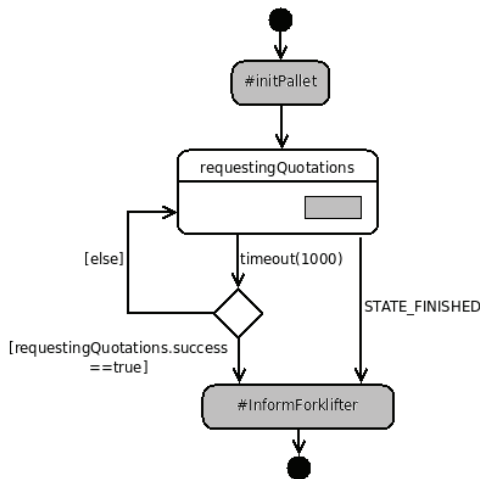 #initPallet
requestingQuotations
[else]
timeout(1000)
STATE_FINISHED
[requestingQuotations.success
==true]
#InformForklifter